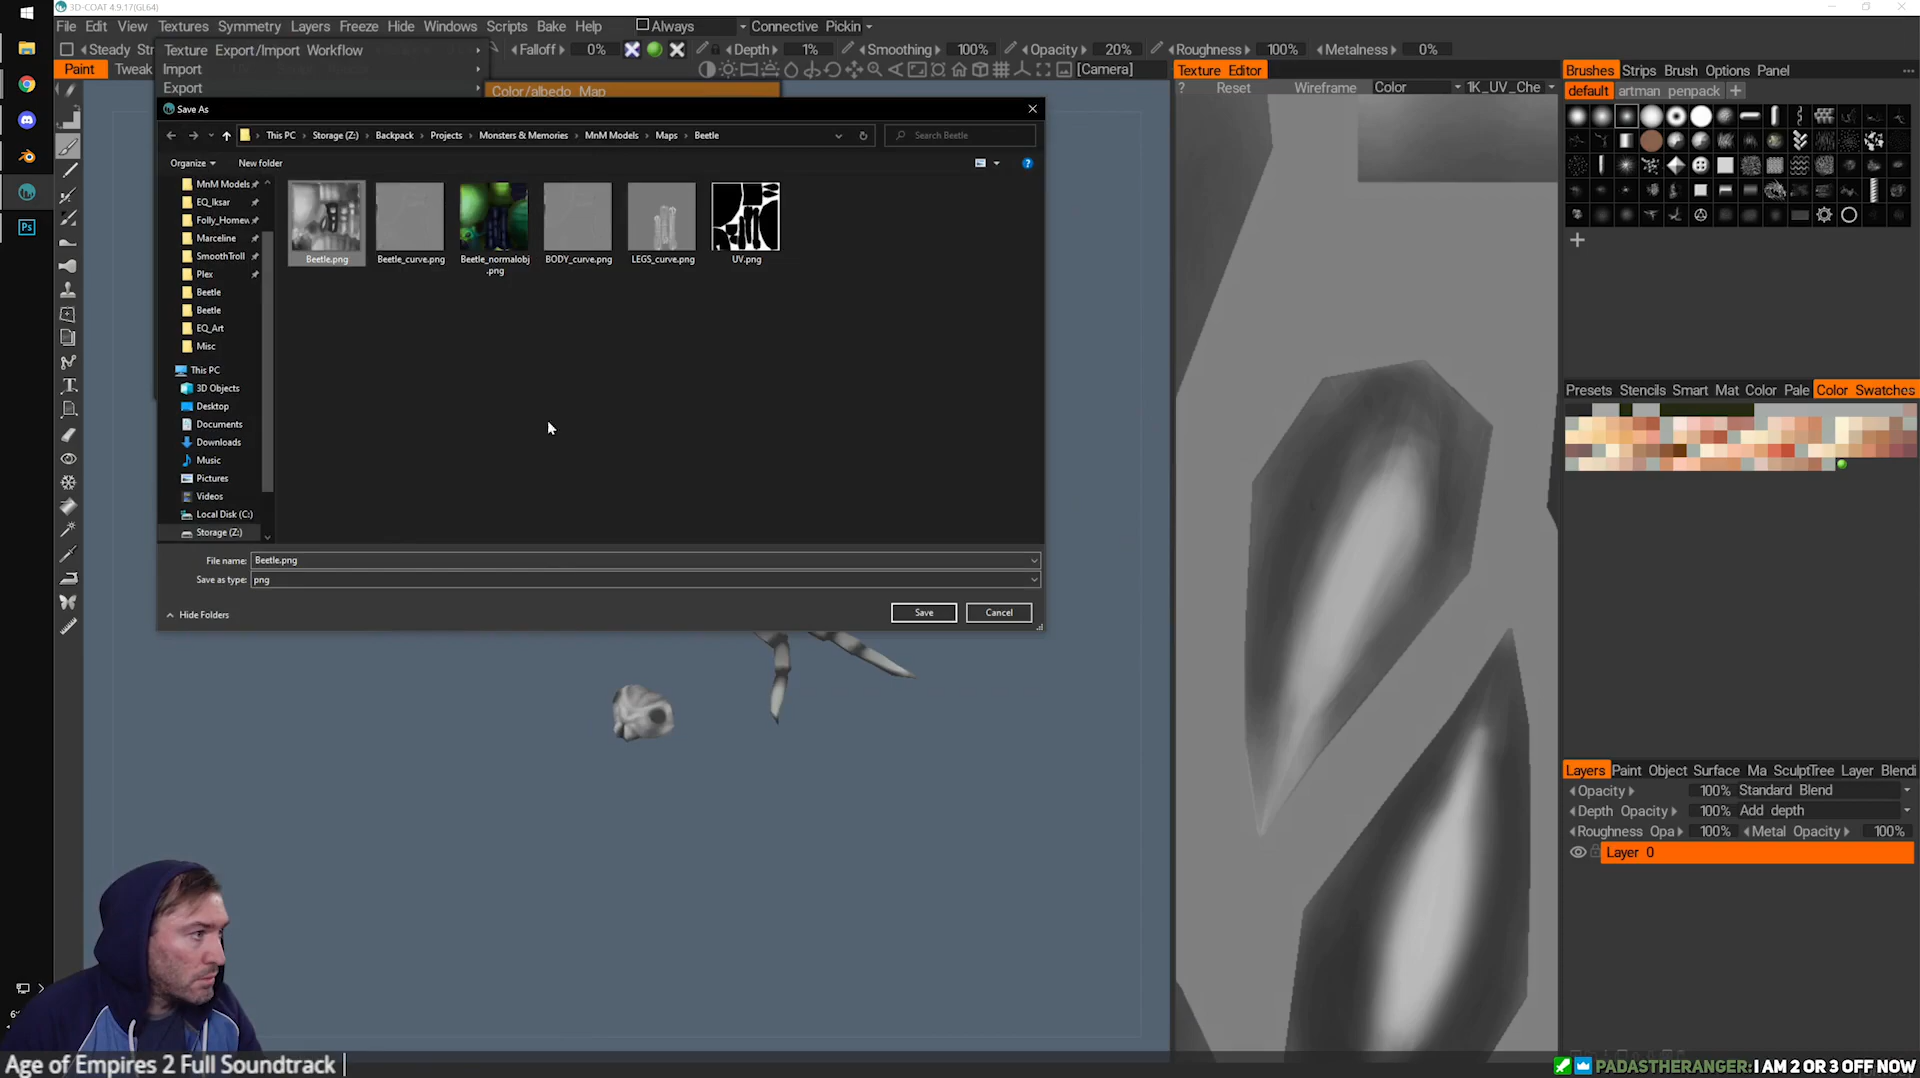 3D-COAT 4.9.17(GL64)
File Edit View Textures Symmetry Layers Freeze Hide Windows Scripts Bake Help Always Connective Pickin
Steady Str Falloff 0% Depth 1% Smoothing 100% Opacity 20% Roughness 100% Metalness 0%
Texture Export/Import Workflow
Import
Export
Color/albedo Map
Paint Tweak
[Camera]
Texture Editor
? Reset Wireframe Color 1K_UV_Che
Brushes Strips Brush Options Panel
default artman penpack +
Save As
This PC > Storage (Z:) > Backpack > Projects > Monsters & Memories > MnM Models > Maps > Beetle
Search Beetle
Organize New folder
MnM Models
EQ_Iksar
Folly_Homew
Marceline
SmoothTroll
Plex
Beetle
Beetle
EQ_Art
Misc
This PC
3D Objects
Desktop
Documents
Downloads
Music
Pictures
Videos
Local Disk (C:)
Storage (Z:)
Beetle.png
Beetle_curve.png
Beetle_normalobj
.png
BODY_curve.png
LEGS_curve.png
UV.png
File name: Beetle.png
Save as type: png
Hide Folders
Save Cancel
Presets Stencils Smart Mat Color Pale Color Swatches
Layers Paint Object Surface Ma SculptTree Layer Blendi
Opacity 100% Standard Blend
Depth Opacity 100% Add depth
Roughness Opa 100% Metal Opacity 100%
Layer 0
Ps
Age of Empires 2 Full Soundtrack |
PADASTHERANGER: I AM 2 OR 3 OFF NOW